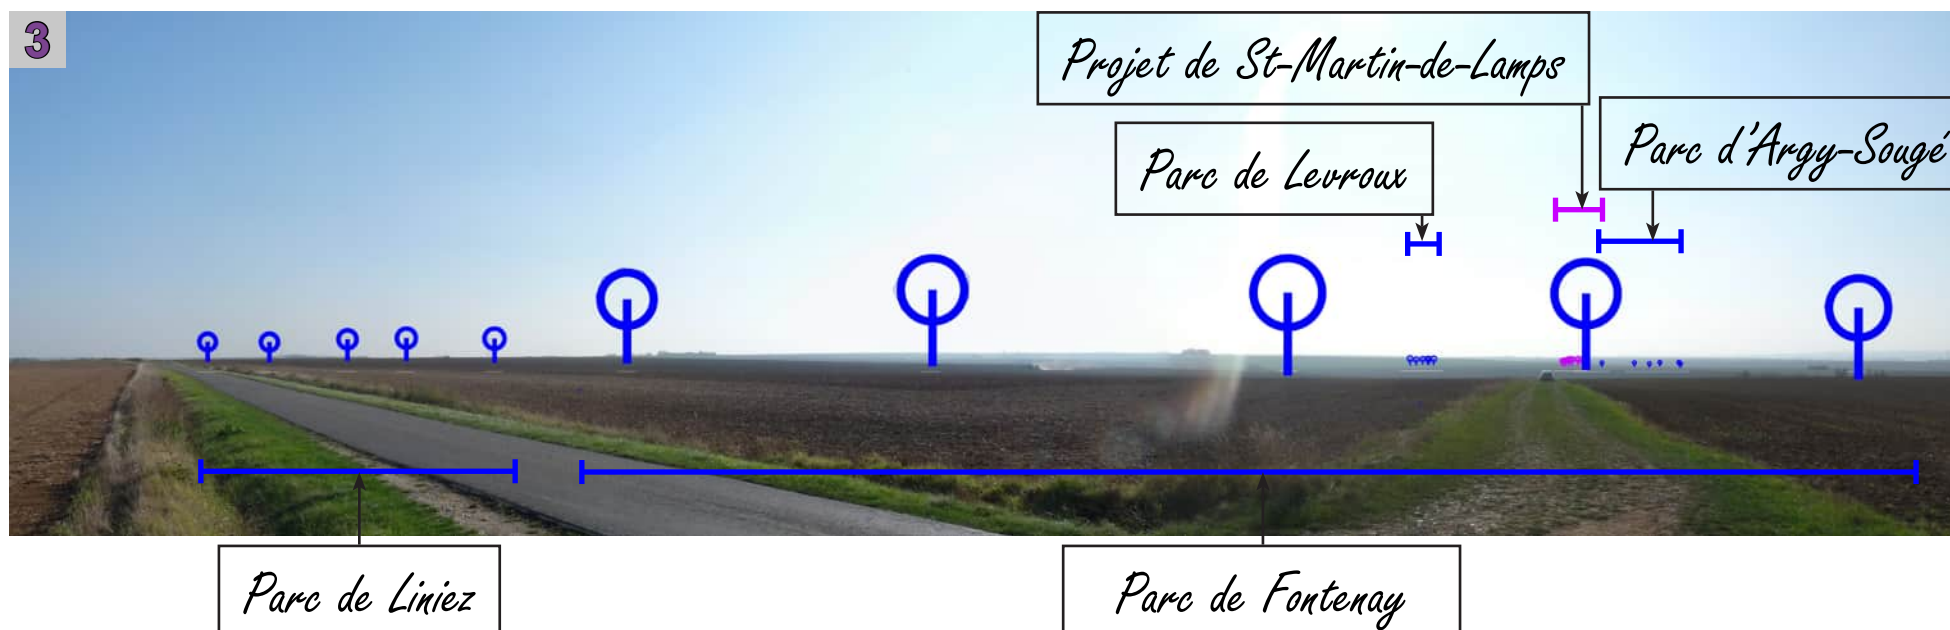 3
Projet de St-Martin-de-Lamps
Parc de Levroux
Parc d'Argy-Sougé
Parc de Liniez
Parc de Fontenay